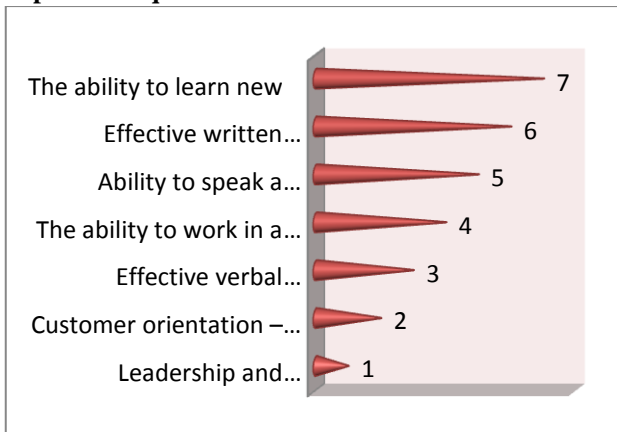 The ability to learn new
7
Effective written...
6
Ability to speak a...
5
The ability to work in a...
4
Effective verbal...
3
Customer orientation –...
2
Leadership and...
1